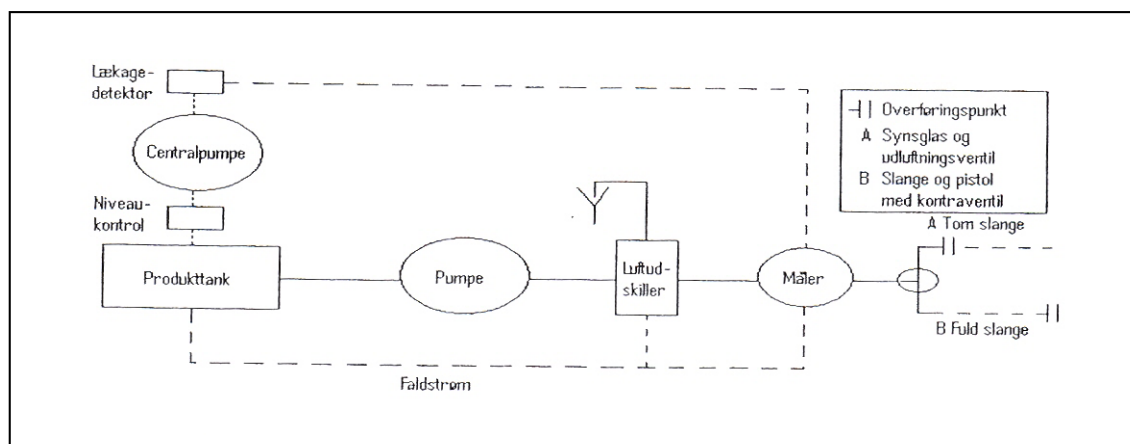 Lækage-
detektor
Centralpumpe
Niveau-
kontrol
Produkttank
Pumpe
Luftud-
skiller
Måler
Overføringspunkt
A Synsglas og
udluftningsventil
B Slange og pistol
med kontraventil
A Tom slange
B Fuld slange
Faldstrøm